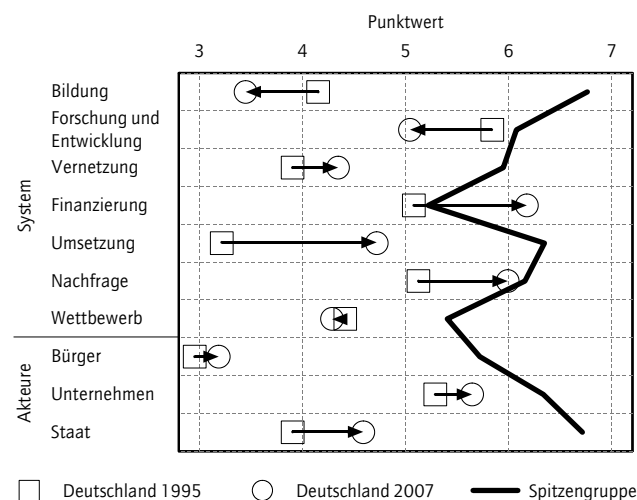 Punktwert
3 4 5 6 7
Bildung
Forschung und
Entwicklung
Vernetzung
Finanzierung
Umsetzung
Nachfrage
Wettbewerb
System
Bürger
Unternehmen
Staat
Akteure
Deutschland 1995 Deutschland 2007 Spitzengruppe